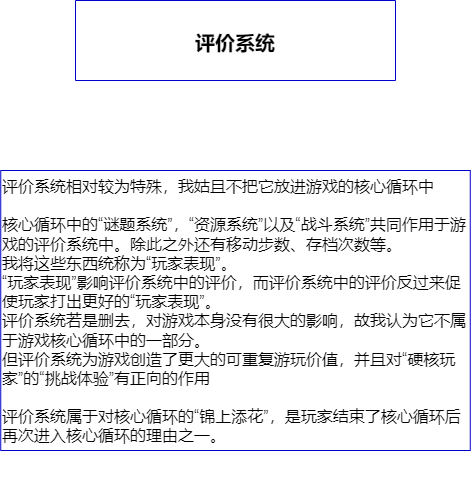 评价系统
评价系统相对较为特殊，我姑且不把它放进游戏的核心循环中
核心循环中的“谜题系统”，“资源系统”以及“战斗系统”共同作用于游
戏的评价系统中。除此之外还有移动步数、存档次数等。
我将这些东西统称为“玩家表现”。
“玩家表现”影响评价系统中的评价，而评价系统中的评价反过来促
使玩家打出更好的“玩家表现”。
评价系统若是删去，对游戏本身没有很大的影响，故我认为它不属
于游戏核心循环中的一部分。
但评价系统为游戏创造了更大的可重复游玩价值，并且对“硬核玩
家”的“挑战体验”有正向的作用
评价系统属于对核心循环的“锦上添花”，是玩家结束了核心循环后
再次进入核心循环的理由之一。